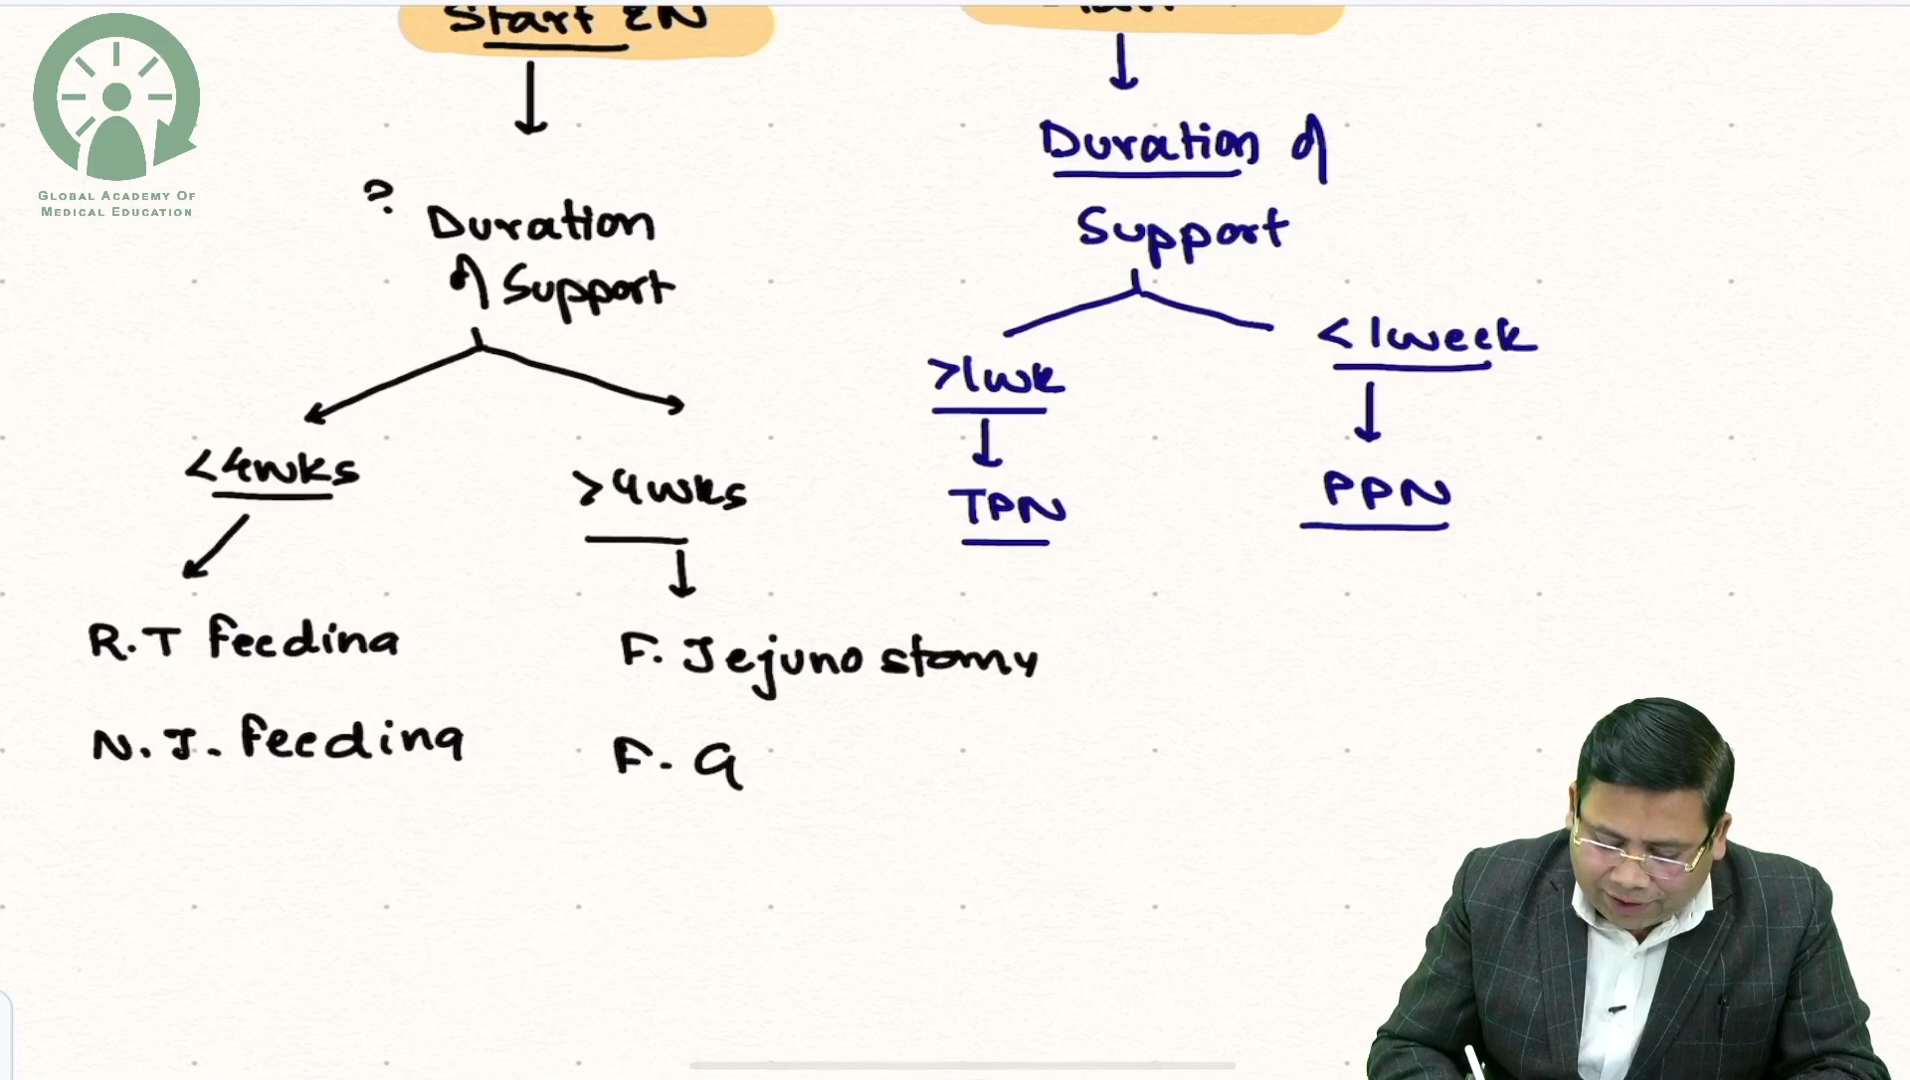 Start EN
GLOBAL ACADEMY OF
MEDICAL EDUCATION
?
Duration
of Support
<4wks
>4wks
R.T feeding
N.J. feeding
F. Jejunostomy
F. G
Duration of
Support
>1wk
<1week
TPN
PPN